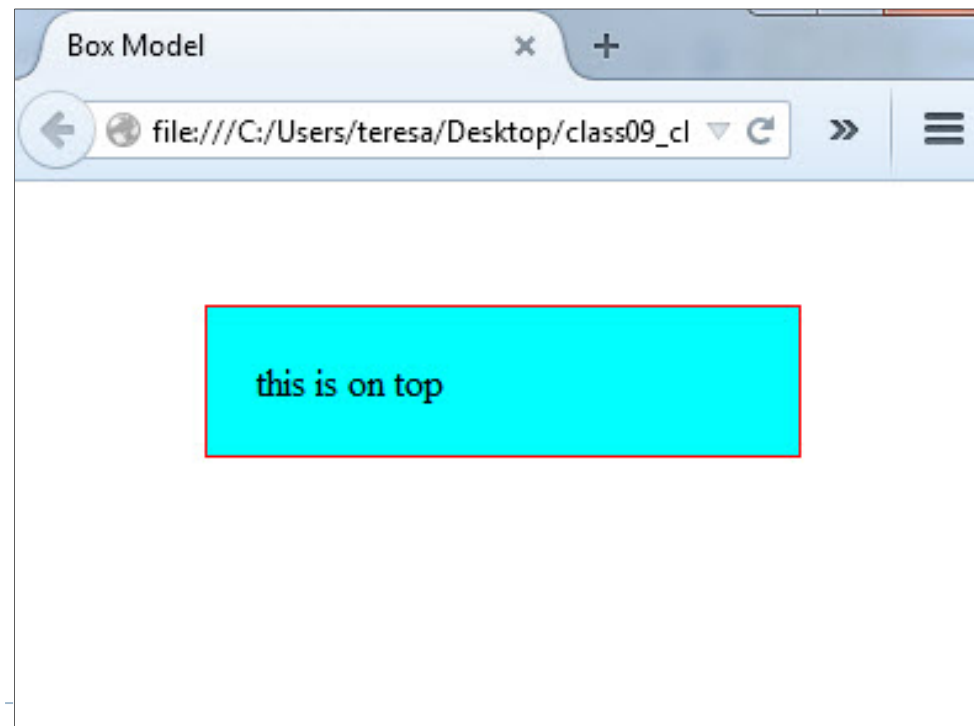 Box Model
file:///C:/Users/teresa/Desktop/class09_cl
this is on top